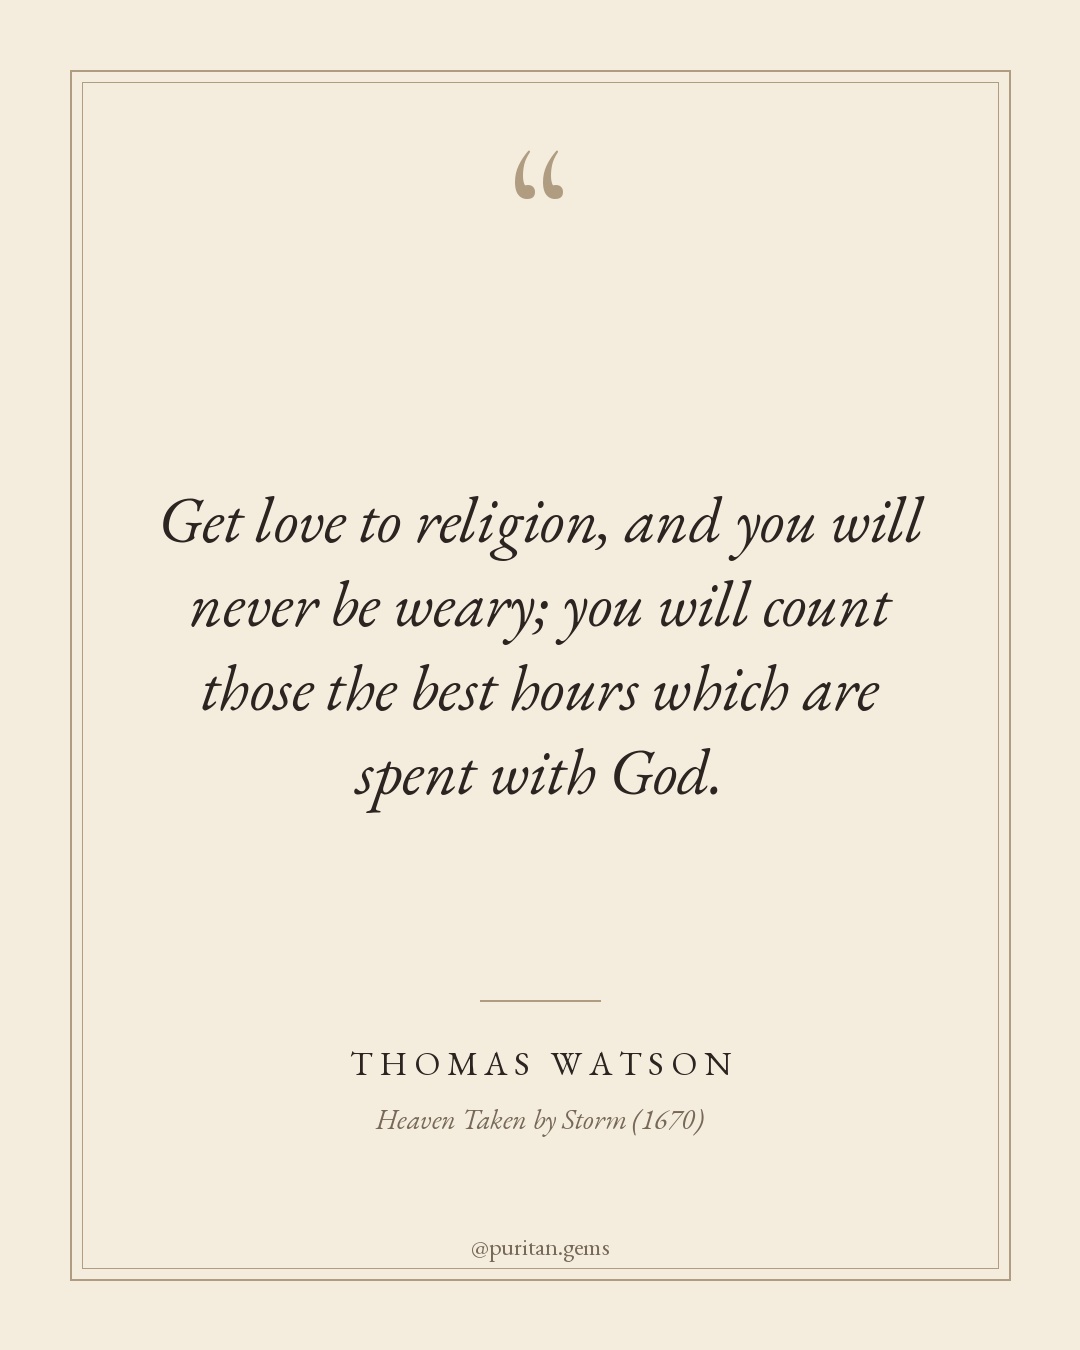 “
Get love to religion, and you will
never be weary; you will count
those the best hours which are
spent with God.
THOMAS WATSON
Heaven Taken by Storm (1670)
@puritan.gems